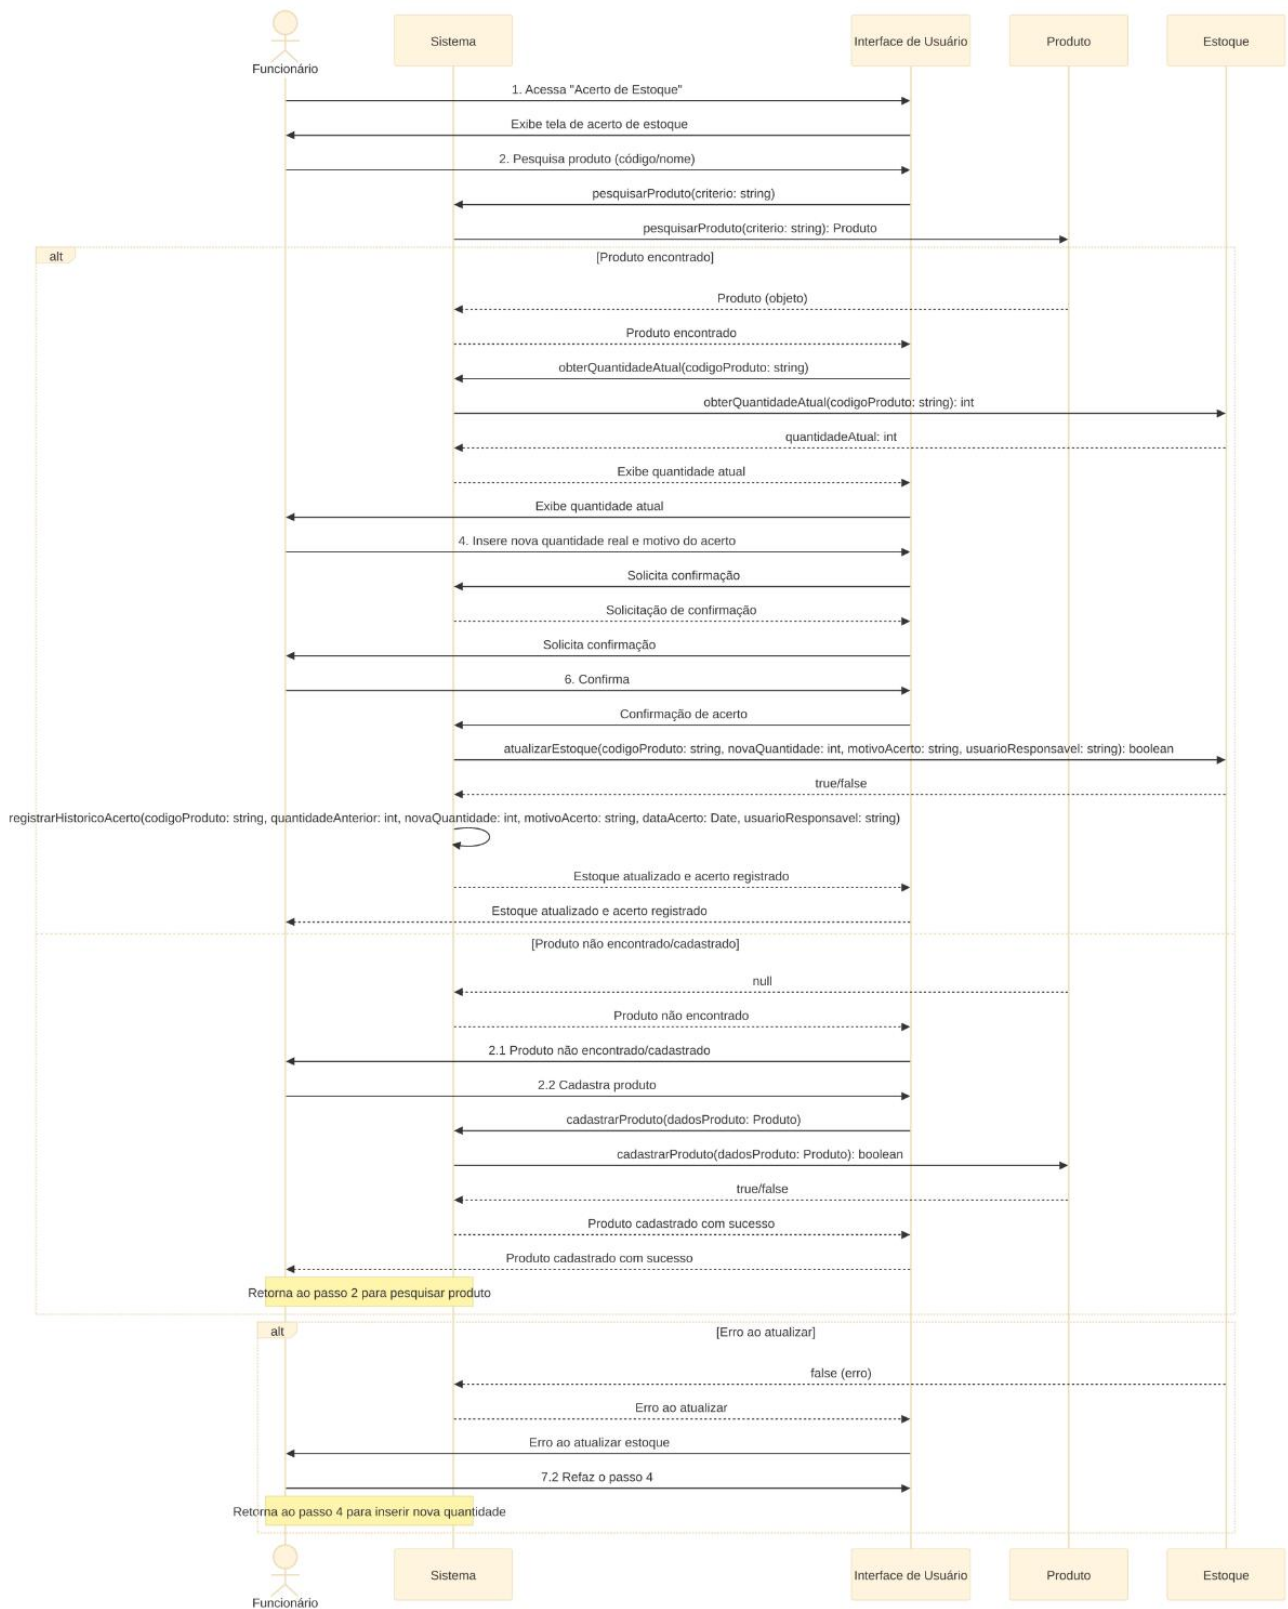 Funcionário
Sistema
Interface de Usuário
Produto
Estoque
1. Acessa "Acerto de Estoque"
Exibe tela de acerto de estoque
2. Pesquisa produto (código/nome)
pesquisarProduto(criterio: string)
pesquisarProduto(criterio: string): Produto
alt
[Produto encontrado]
Produto (objeto)
Produto encontrado
obterQuantidadeAtual(codigoProduto: string)
obterQuantidadeAtual(codigoProduto: string): int
quantidadeAtual: int
Exibe quantidade atual
Exibe quantidade atual
4. Insere nova quantidade real e motivo do acerto
Solicita confirmação
Solicitação de confirmação
Solicita confirmação
6. Confirma
Confirmação de acerto
atualizarEstoque(codigoProduto: string, novaQuantidade: int, motivoAcerto: string, usuarioResponsavel: string): boolean
true/false
registrarHistoricoAcerto(codigoProduto: string, quantidadeAnterior: int, novaQuantidade: int, motivoAcerto: string, dataAcerto: Date, usuarioResponsavel: string)
Estoque atualizado e acerto registrado
Estoque atualizado e acerto registrado
[Produto não encontrado/cadastrado]
null
Produto não encontrado
2.1 Produto não encontrado/cadastrado
2.2 Cadastra produto
cadastrarProduto(dadosProduto: Produto)
cadastrarProduto(dadosProduto: Produto): boolean
true/false
Produto cadastrado com sucesso
Produto cadastrado com sucesso
Retorna ao passo 2 para pesquisar produto
alt
[Erro ao atualizar]
false (erro)
Erro ao atualizar
Erro ao atualizar estoque
7.2 Refaz o passo 4
Retorna ao passo 4 para inserir nova quantidade
Funcionário
Sistema
Interface de Usuário
Produto
Estoque